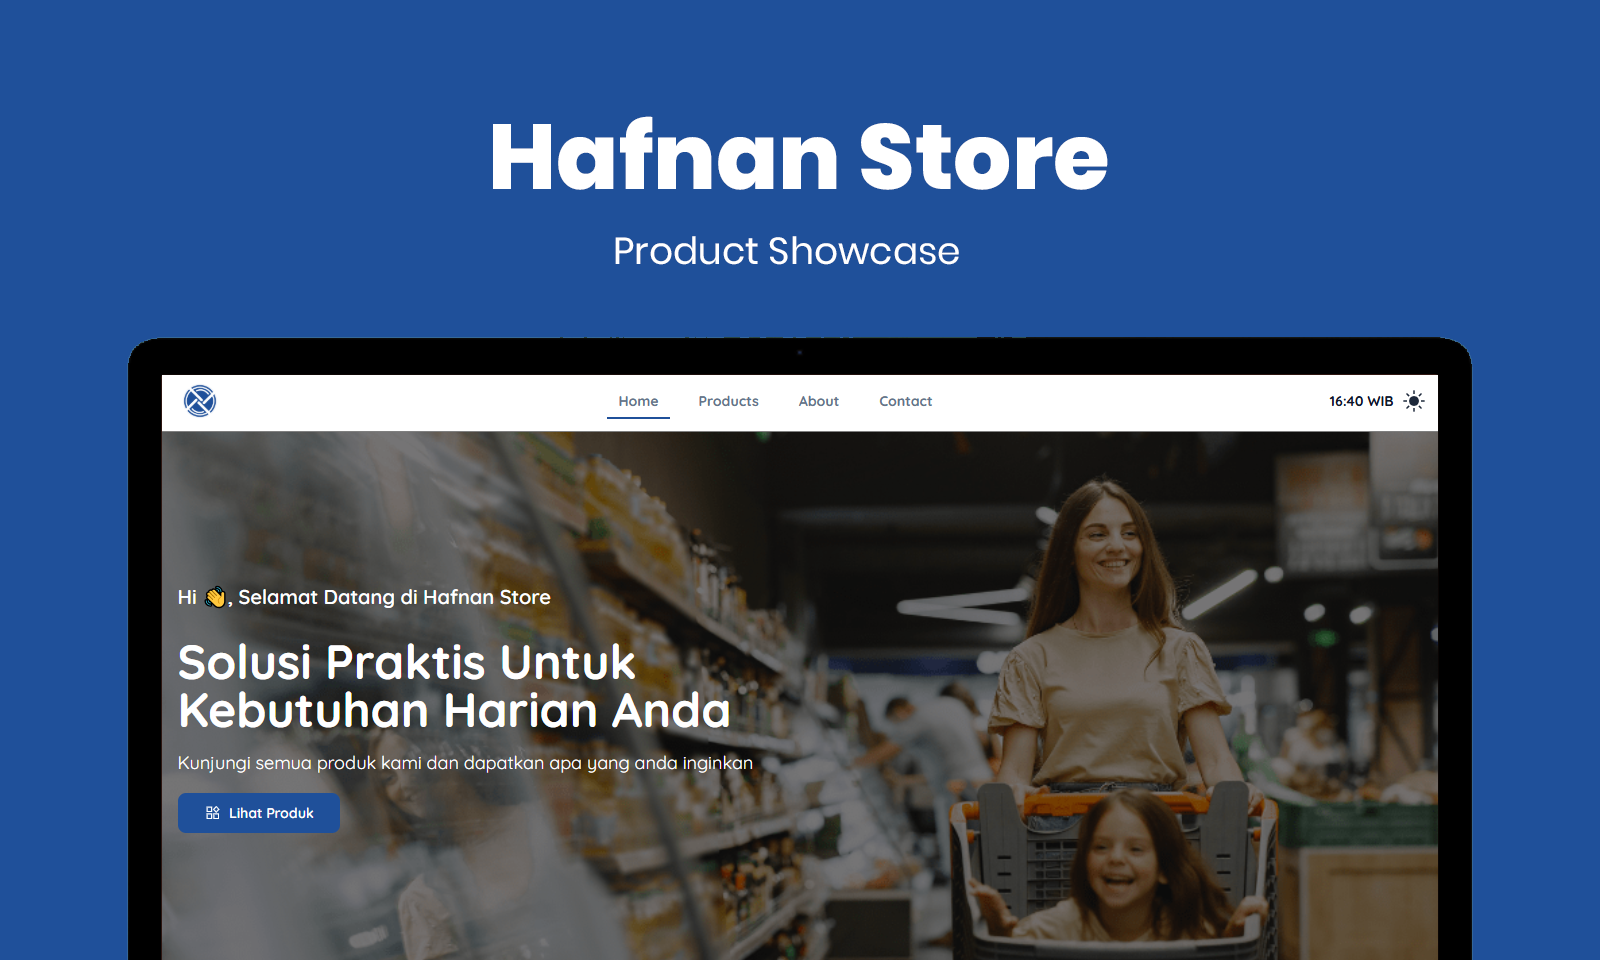 Hafnan Store
Product Showcase
Home Products About Contact 16:40 WIB
Hi 👋, Selamat Datang di Hafnan Store
Solusi Praktis Untuk
Kebutuhan Harian Anda
Kunjungi semua produk kami dan dapatkan apa yang anda inginkan
Lihat Produk